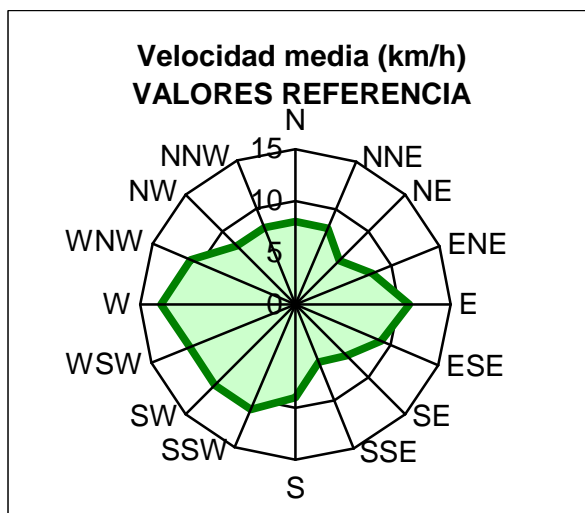 Velocidad media (km/h)
VALORES REFERENCIA
N
NNW 15 NNE
NW 10 NE
WNW 5 ENE
W 0 E
WSW ESE
SW SE
SSW SSE
S